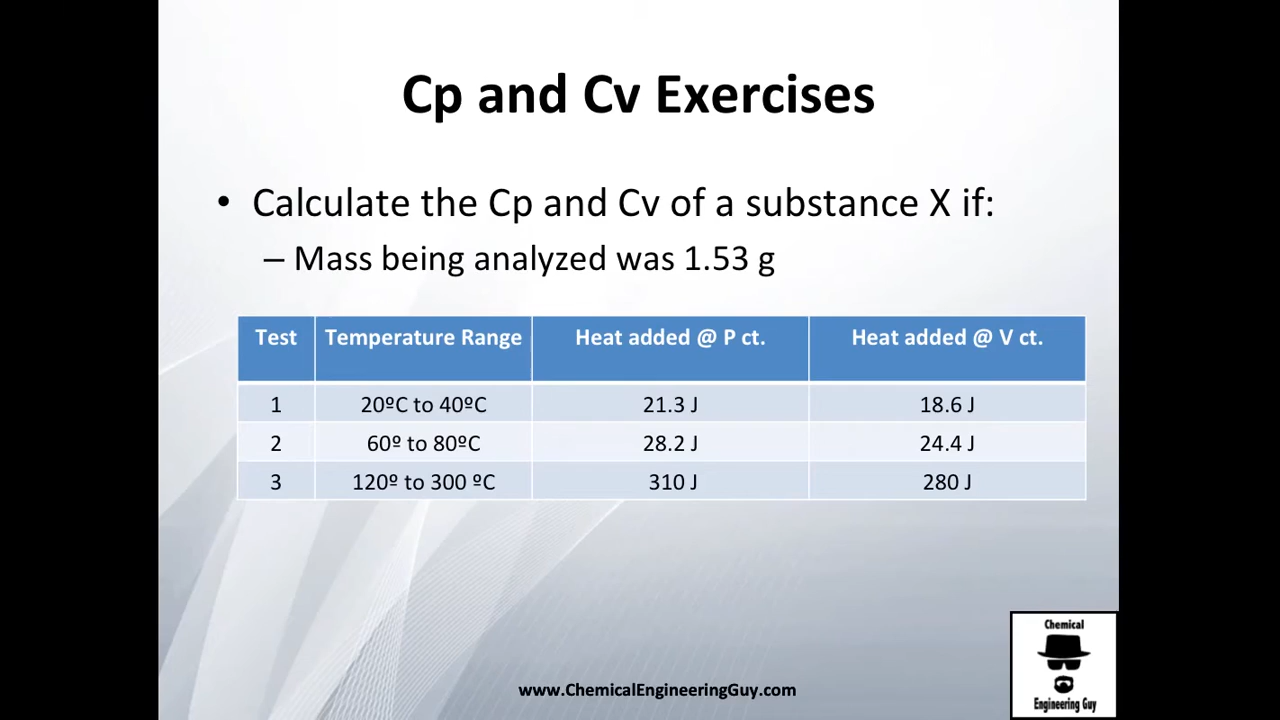 Cp and Cv Exercises
• Calculate the Cp and Cv of a substance X if:
– Mass being analyzed was 1.53 g
Test Temperature Range Heat added @ P ct. Heat added @ V ct.
1 20ºC to 40ºC 21.3 J 18.6 J
2 60º to 80ºC 28.2 J 24.4 J
3 120º to 300 ºC 310 J 280 J
Chemical
Engineering Guy
www.ChemicalEngineeringGuy.com